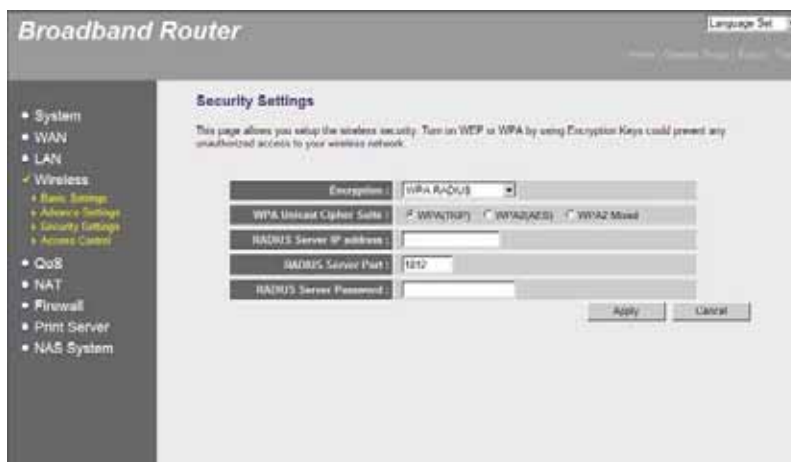 Broadband Router
Language Set
System
WAN
LAN
Wireless
Basic Settings
Advance Settings
Security Settings
Access Control
QoS
NAT
Firewall
Print Server
NAS System
Security Settings
This page allows you setup the wireless security. Turn on WEP or WPA by using Encryption Keys could prevent any
unauthorized access to your wireless network.
Encryption : WPA RADIUS
WPA Unicast Cipher Suite : WPA(TKIP) WPA2(AES) WPA2 Mixed
RADIUS Server IP address :
RADIUS Server Port : 1812
RADIUS Server Password :
Apply Cancel